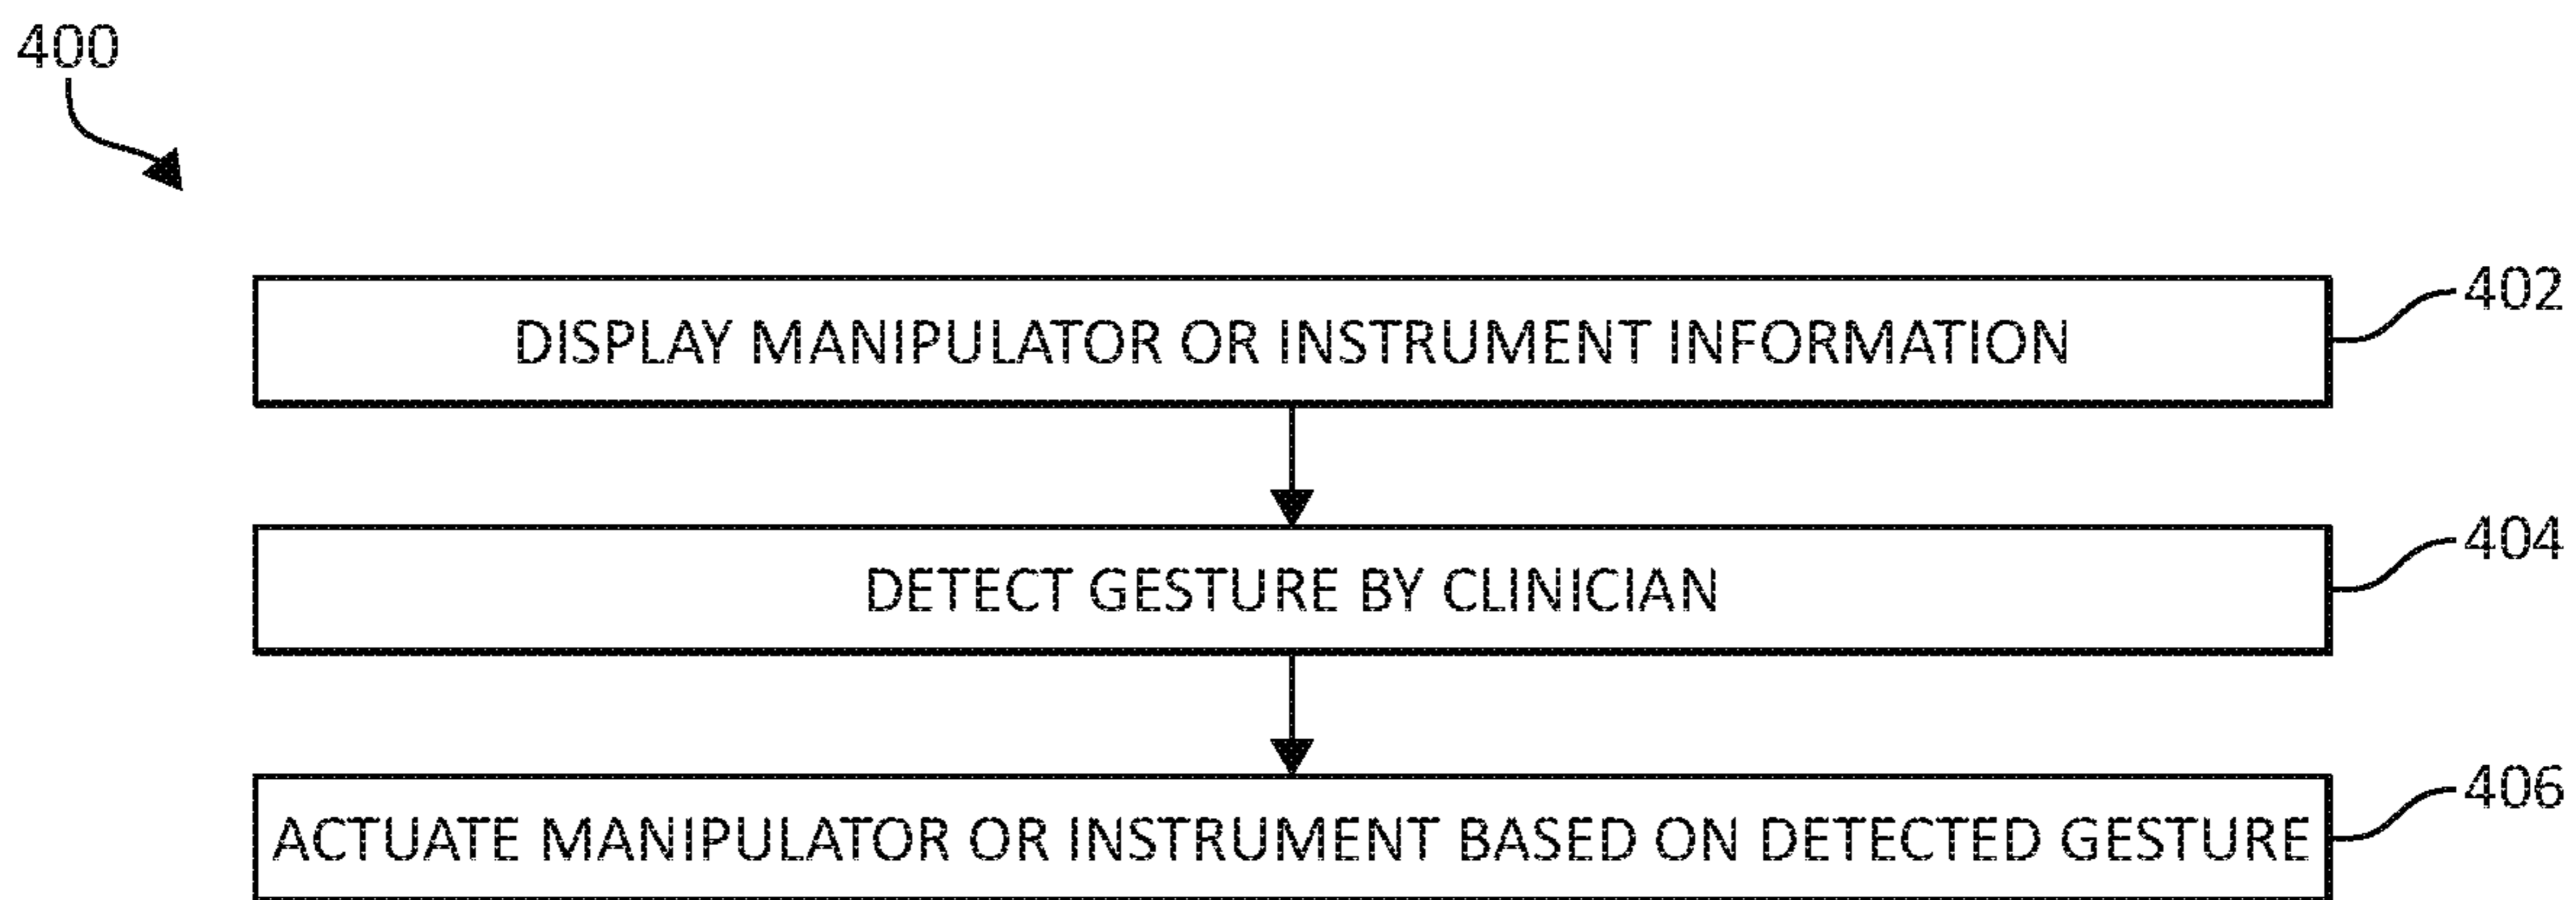 400
DISPLAY MANIPULATOR OR INSTRUMENT INFORMATION
402
DETECT GESTURE BY CLINICIAN
404
ACTUATE MANIPULATOR OR INSTRUMENT BASED ON DETECTED GESTURE
406